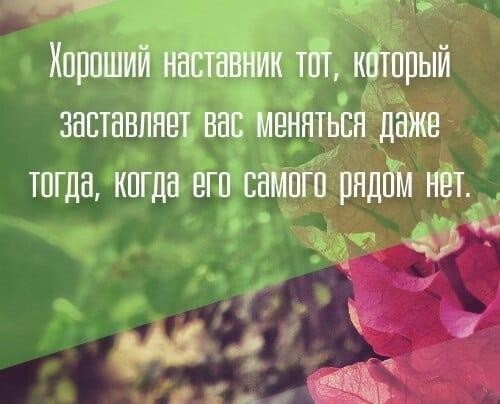 Хороший наставник тот, который
заставляет вас меняться даже
тогда, когда его самого рядом нет.